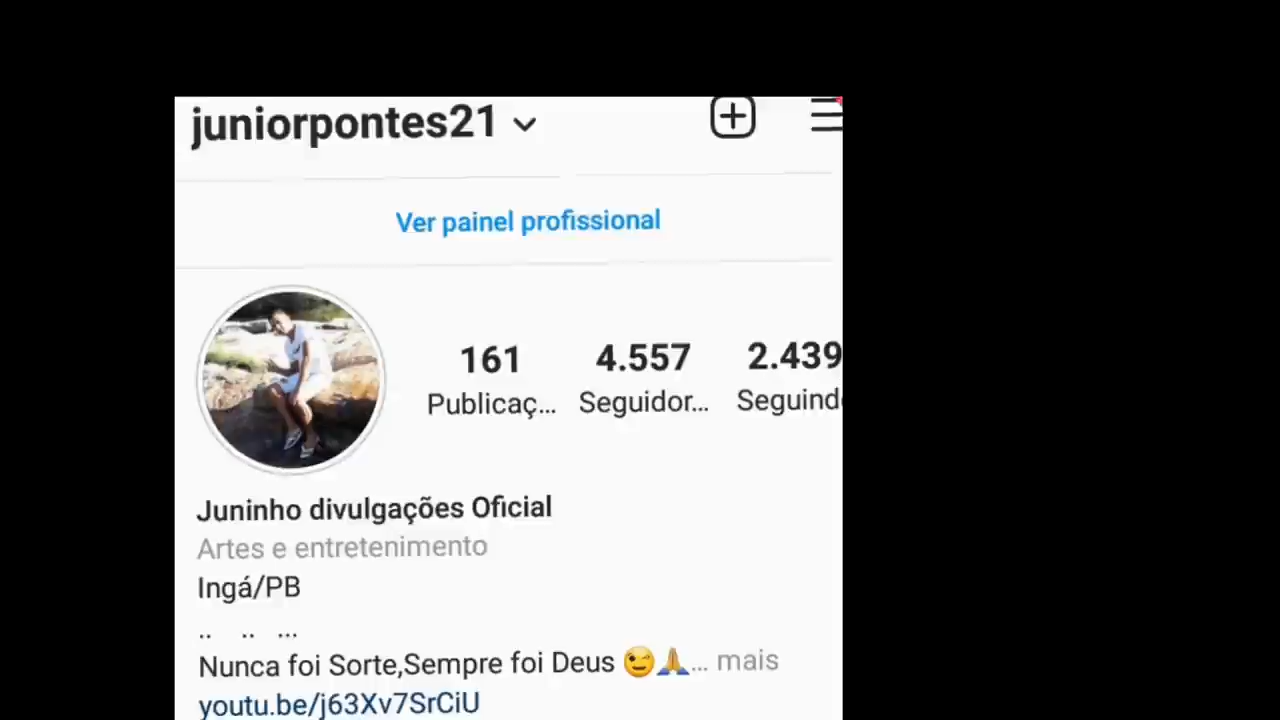 juniorpontes21
Ver painel profissional
161 4.557 2.439
Publicaç... Seguidor... Seguind
Juninho divulgações Oficial
Artes e entretenimento
Ingá/PB
.. .. ...
Nunca foi Sorte,Sempre foi Deus 😉🙏... mais
youtu.be/j63Xv7SrCiU